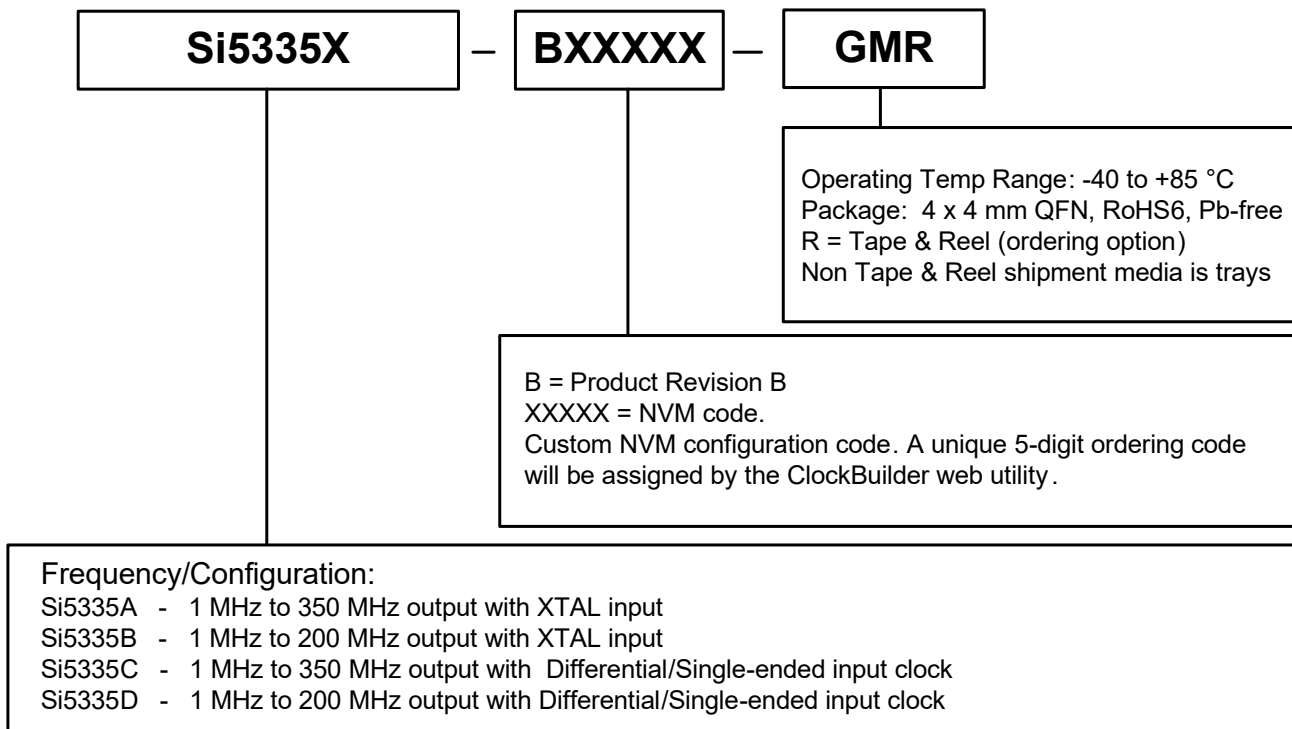 Si5335X – BXXXXX – GMR
Operating Temp Range: -40 to +85 °C
Package: 4 x 4 mm QFN, RoHS6, Pb-free
R = Tape & Reel (ordering option)
Non Tape & Reel shipment media is trays
B = Product Revision B
XXXXX = NVM code.
Custom NVM configuration code. A unique 5-digit ordering code
will be assigned by the ClockBuilder web utility.
Frequency/Configuration:
Si5335A - 1 MHz to 350 MHz output with XTAL input
Si5335B - 1 MHz to 200 MHz output with XTAL input
Si5335C - 1 MHz to 350 MHz output with Differential/Single-ended input clock
Si5335D - 1 MHz to 200 MHz output with Differential/Single-ended input clock